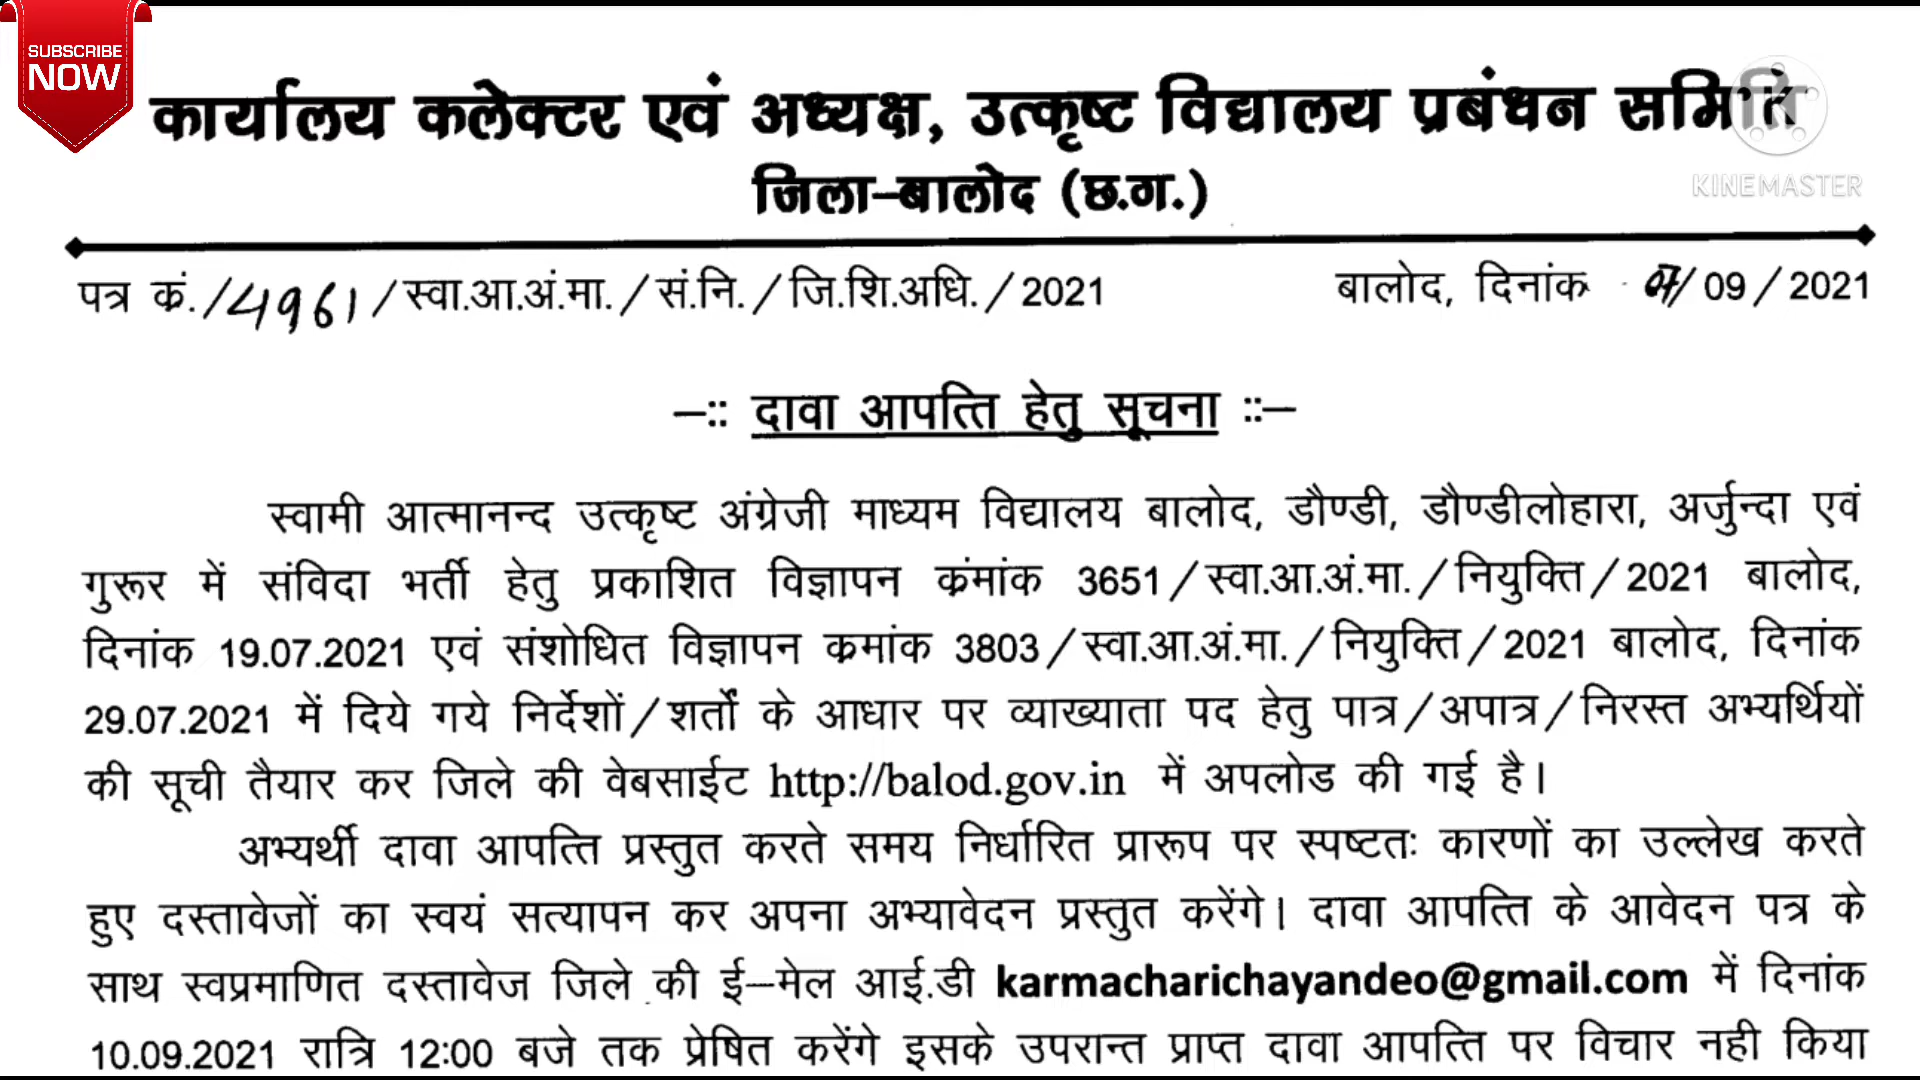 SUBSCRIBE
NOW
कार्यालय कलेक्टर एवं अध्यक्ष, उत्कृष्ट विद्यालय प्रबंधन समिति
जिला–बालोद (छ.ग.)
KINEMASTER
पत्र क्रं./4961/स्वा.आ.अं.मा./सं.नि./जि.शि.अधि./2021 बालोद, दिनांक 07/09/2021
–:: दावा आपत्ति हेतु सूचना ::–
स्वामी आत्मानन्द उत्कृष्ट अंग्रेजी माध्यम विद्यालय बालोद, डौण्डी, डौण्डीलोहारा, अर्जुन्दा एवं
गुरूर में संविदा भर्ती हेतु प्रकाशित विज्ञापन क्रंमांक 3651/स्वा.आ.अं.मा./नियुक्ति/2021 बालोद,
दिनांक 19.07.2021 एवं संशोधित विज्ञापन क्रमांक 3803/स्वा.आ.अं.मा./नियुक्ति/2021 बालोद, दिनांक
29.07.2021 में दिये गये निर्देशों/शर्तों के आधार पर व्याख्याता पद हेतु पात्र/अपात्र/निरस्त अभ्यर्थियों
की सूची तैयार कर जिले की वेबसाईट http://balod.gov.in में अपलोड की गई है।
अभ्यर्थी दावा आपत्ति प्रस्तुत करते समय निर्धारित प्रारूप पर स्पष्टतः कारणों का उल्लेख करते
हुए दस्तावेजों का स्वयं सत्यापन कर अपना अभ्यावेदन प्रस्तुत करेंगे। दावा आपत्ति के आवेदन पत्र के
साथ स्वप्रमाणित दस्तावेज जिले की ई–मेल आई.डी karmacharichayandeo@gmail.com में दिनांक
10.09.2021 रात्रि 12:00 बजे तक प्रेषित करेंगे इसके उपरान्त प्राप्त दावा आपत्ति पर विचार नही किया